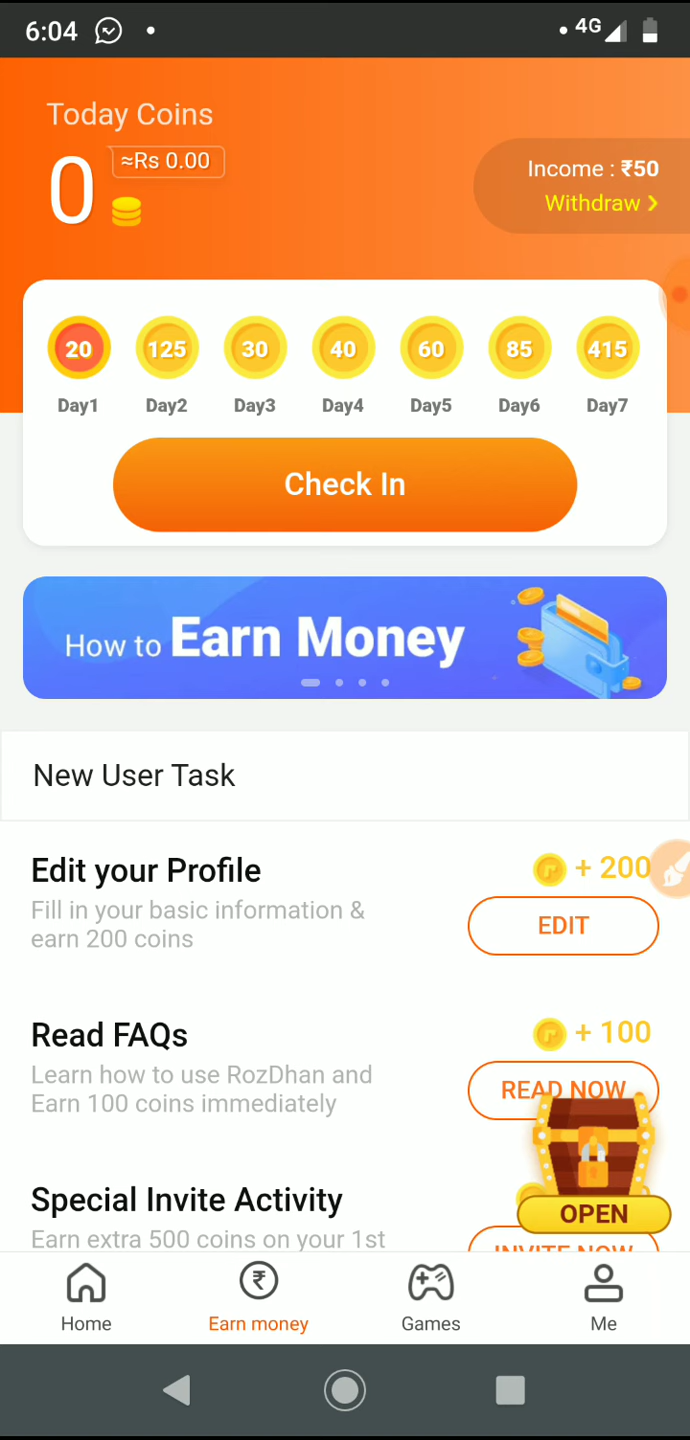 6:04
4G
Today Coins
0
≈Rs 0.00
Income : ₹50
Withdraw >
20 125 30 40 60 85 415
Day1 Day2 Day3 Day4 Day5 Day6 Day7
Check In
How to Earn Money
New User Task
Edit your Profile
+ 200
Fill in your basic information &
earn 200 coins
EDIT
Read FAQs
+ 100
Learn how to use RozDhan and
Earn 100 coins immediately
READ NOW
Special Invite Activity
OPEN
Earn extra 500 coins on your 1st
INVITE NOW
Home Earn money Games Me